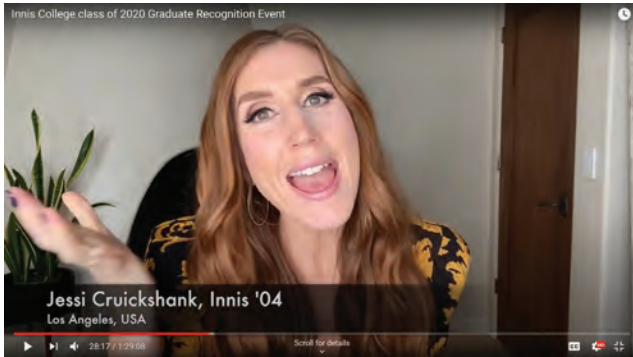 Innis College class of 2020 Graduate Recognition Event
Jessi Cruickshank, Innis '04
Los Angeles, USA
28:17 / 1:29:08
Scroll for details
CC